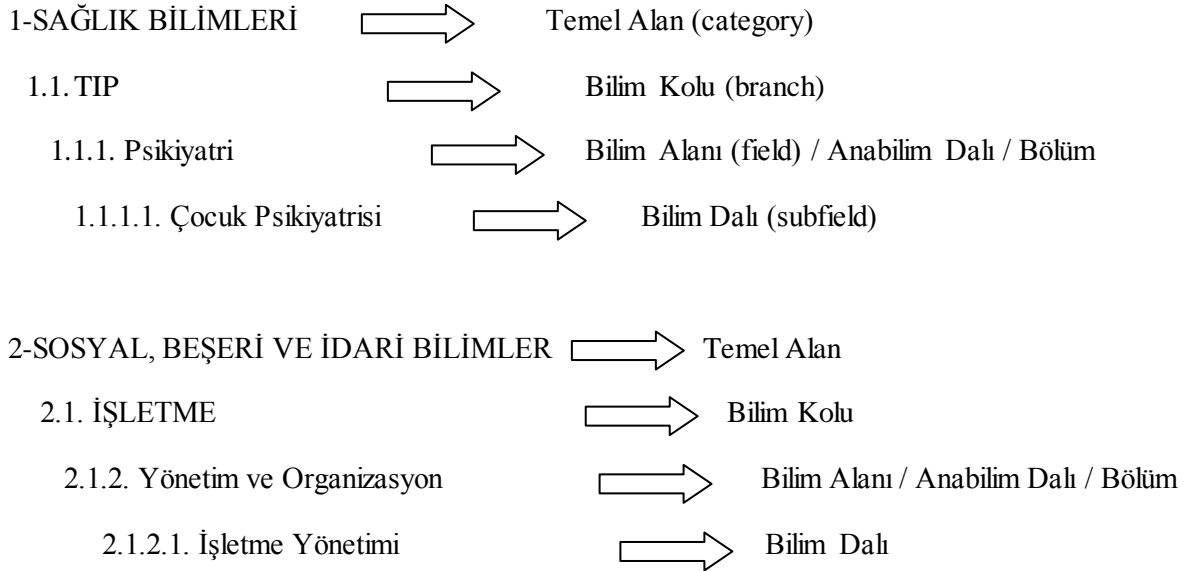 1-SAĞLIK BİLİMLERİ Temel Alan (category)
1.1. TIP Bilim Kolu (branch)
1.1.1. Psikiyatri Bilim Alanı (field) / Anabilim Dalı / Bölüm
1.1.1.1. Çocuk Psikiyatrisi Bilim Dalı (subfield)
2-SOSYAL, BEŞERİ VE İDARİ BİLİMLER Temel Alan
2.1. İŞLETME Bilim Kolu
2.1.2. Yönetim ve Organizasyon Bilim Alanı / Anabilim Dalı / Bölüm
2.1.2.1. İşletme Yönetimi Bilim Dalı